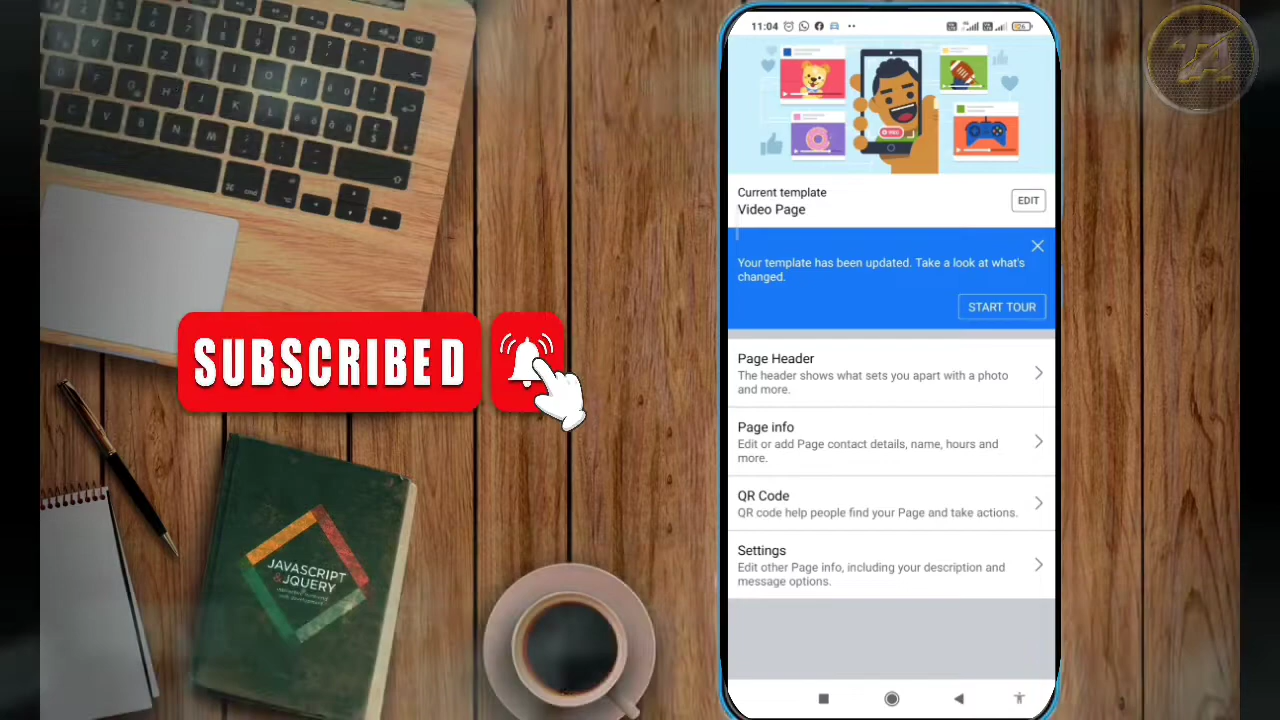 11:04
Current template
Video Page
EDIT
Your template has been updated. Take a look at what's
changed.
START TOUR
Page Header
The header shows what sets you apart with a photo
and more.
Page info
Edit or add Page contact details, name, hours and
more.
QR Code
QR code help people find your Page and take actions.
Settings
Edit other Page info, including your description and
message options.
SUBSCRIBED
JAVASCRIPT
& JQUERY
cmd
TA